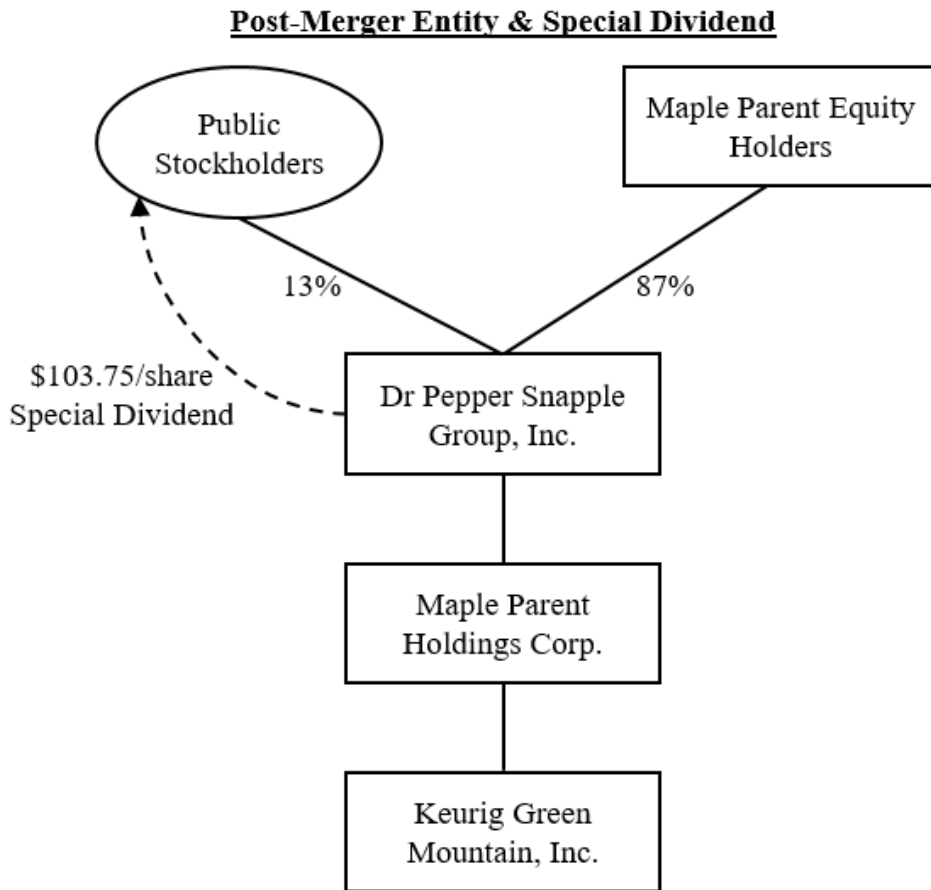 Post-Merger Entity & Special Dividend
Public
Stockholders
Maple Parent Equity
Holders
13%
87%
$103.75/share
Special Dividend
Dr Pepper Snapple
Group, Inc.
Maple Parent
Holdings Corp.
Keurig Green
Mountain, Inc.